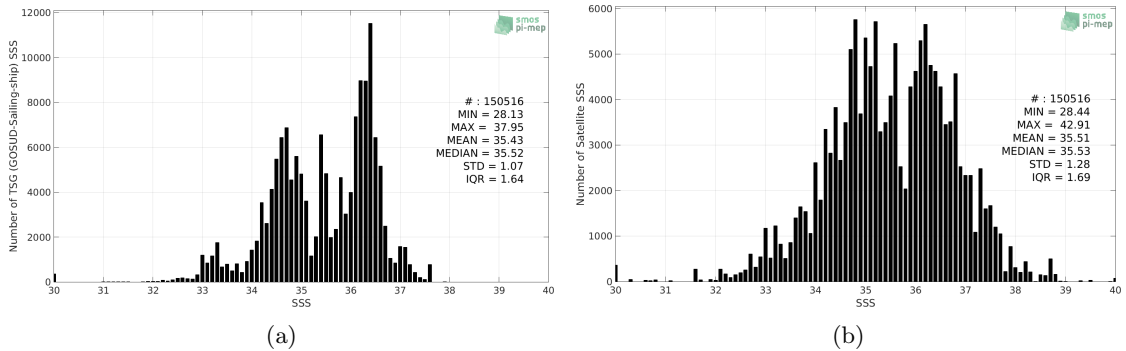 12000
10000
8000
6000
4000
2000
0
30 31 32 33 34 35 36 37 38 39 40
SSS
Number of TSG (GOSUD-Sailing-ship) SSS
smos
pi-mep
# : 150516
MIN = 28.13
MAX = 37.95
MEAN = 35.43
MEDIAN = 35.52
STD = 1.07
IQR = 1.64
(a)
6000
5000
4000
3000
2000
1000
0
30 31 32 33 34 35 36 37 38 39 40
SSS
Number of Satellite SSS
smos
pi-mep
# : 150516
MIN = 28.44
MAX = 42.91
MEAN = 35.51
MEDIAN = 35.53
STD = 1.28
IQR = 1.69
(b)